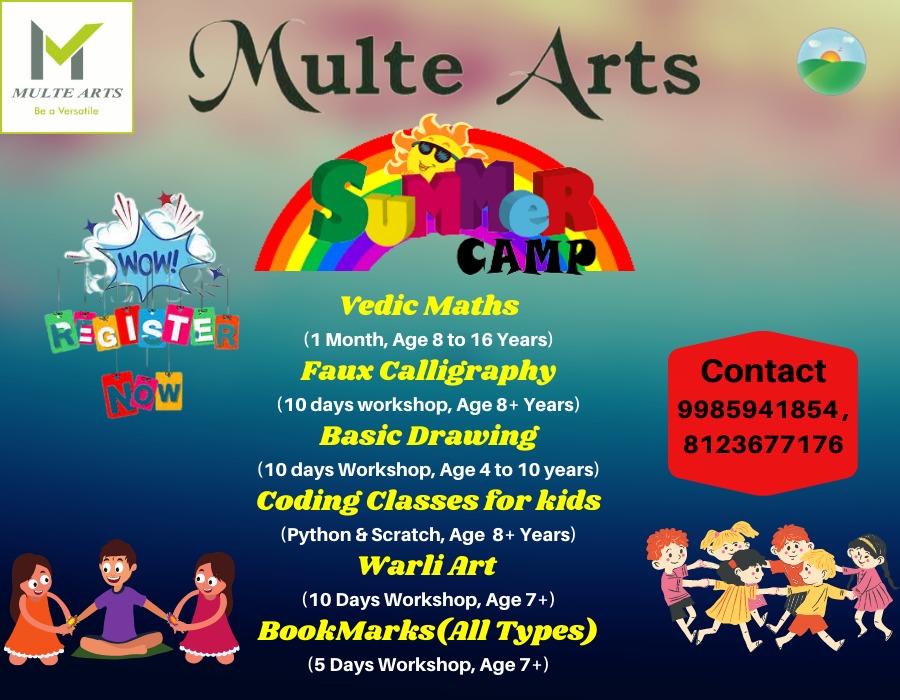 MULTE ARTS
Be a Versatile
Multe Arts
SUMMeR
CAMP
WOW!
REGISTER
NOW
Vedic Maths
(1 Month, Age 8 to 16 Years)
Faux Calligraphy
(10 days workshop, Age 8+ Years)
Basic Drawing
(10 days Workshop, Age 4 to 10 years)
Coding Classes for kids
(Python & Scratch, Age 8+ Years)
Warli Art
(10 Days Workshop, Age 7+)
BookMarks(All Types)
(5 Days Workshop, Age 7+)
Contact
9985941854,
8123677176